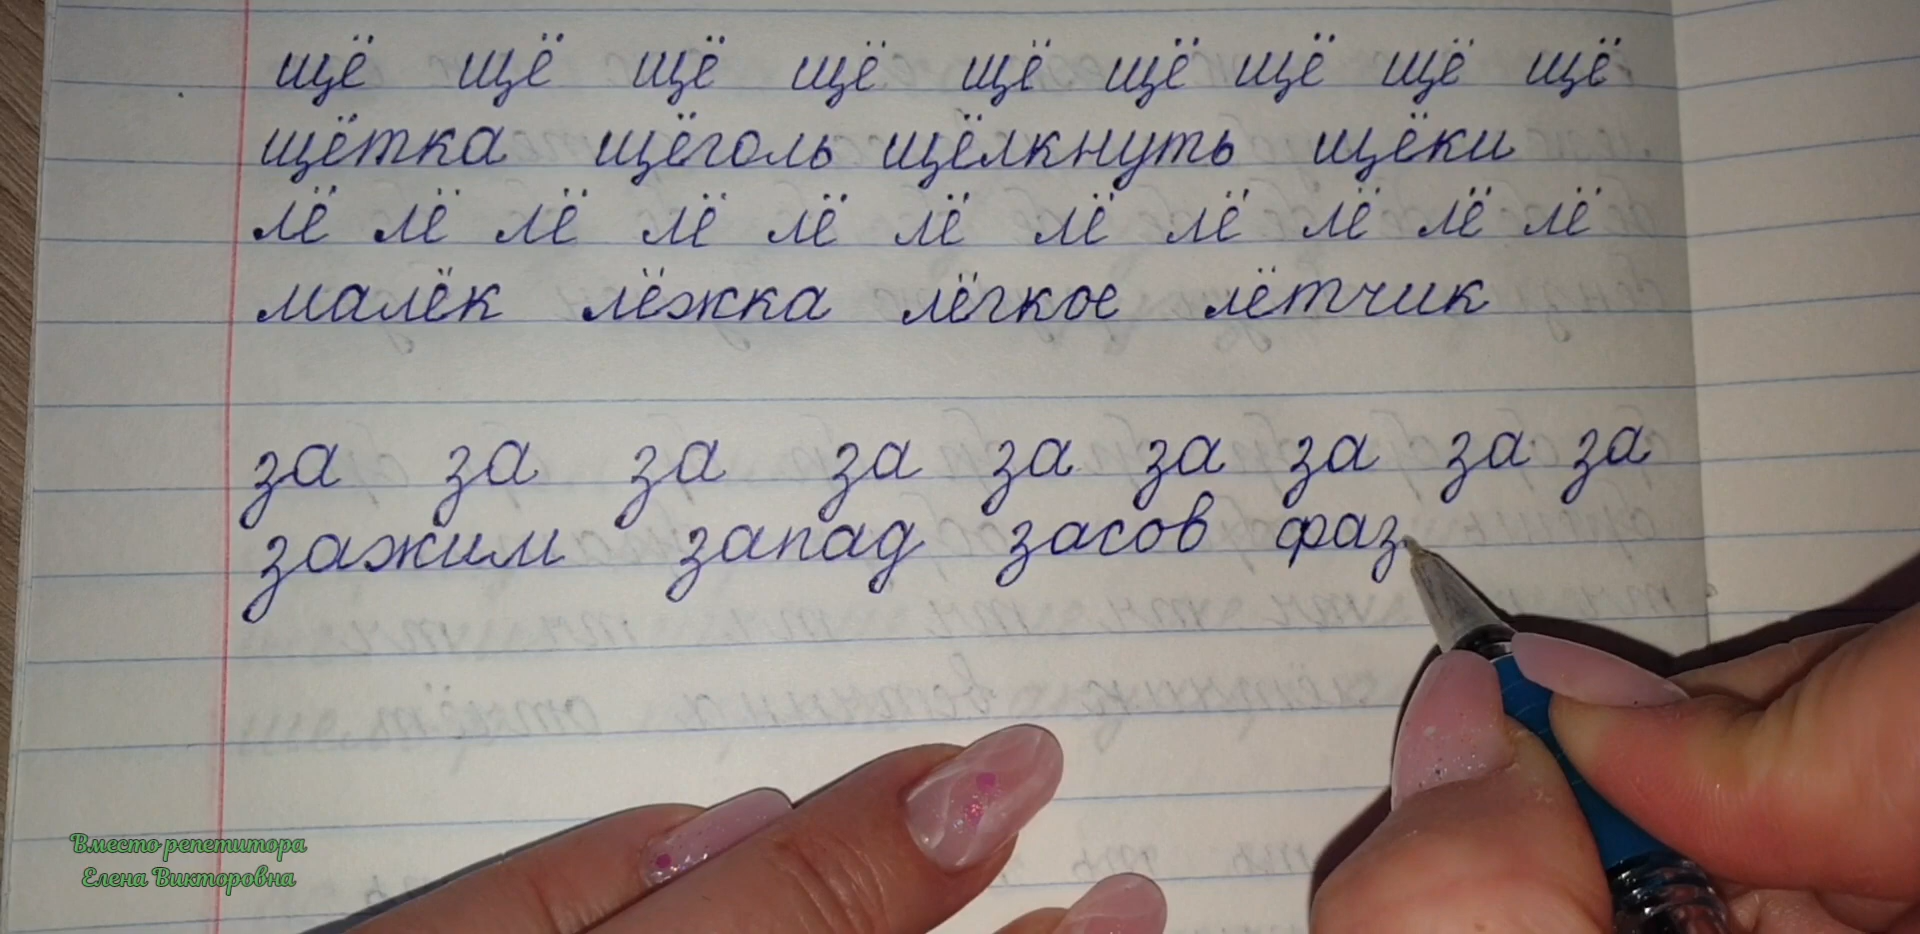 щё щё щё щё щё щё щё щё щё
щётка щёголь щёлкнуть щёки
лё лё лё лё лё лё лё лё лё лё лё
малёк лёжка лёгкое лётчик
за за за за за за за за за
зажим запад засов фаз
Вместо репетитора
Елена Викторовна